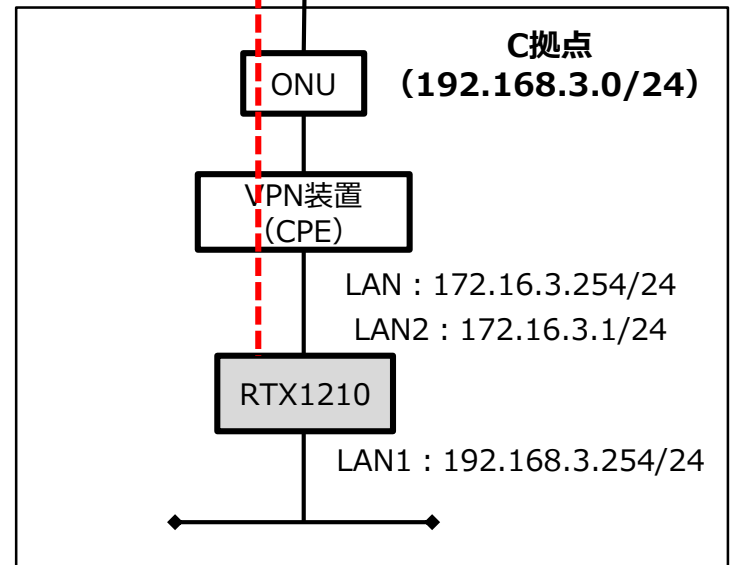 C拠点
（192.168.3.0/24）
ONU
VPN装置
（CPE）
LAN：172.16.3.254/24
LAN2：172.16.3.1/24
RTX1210
LAN1：192.168.3.254/24